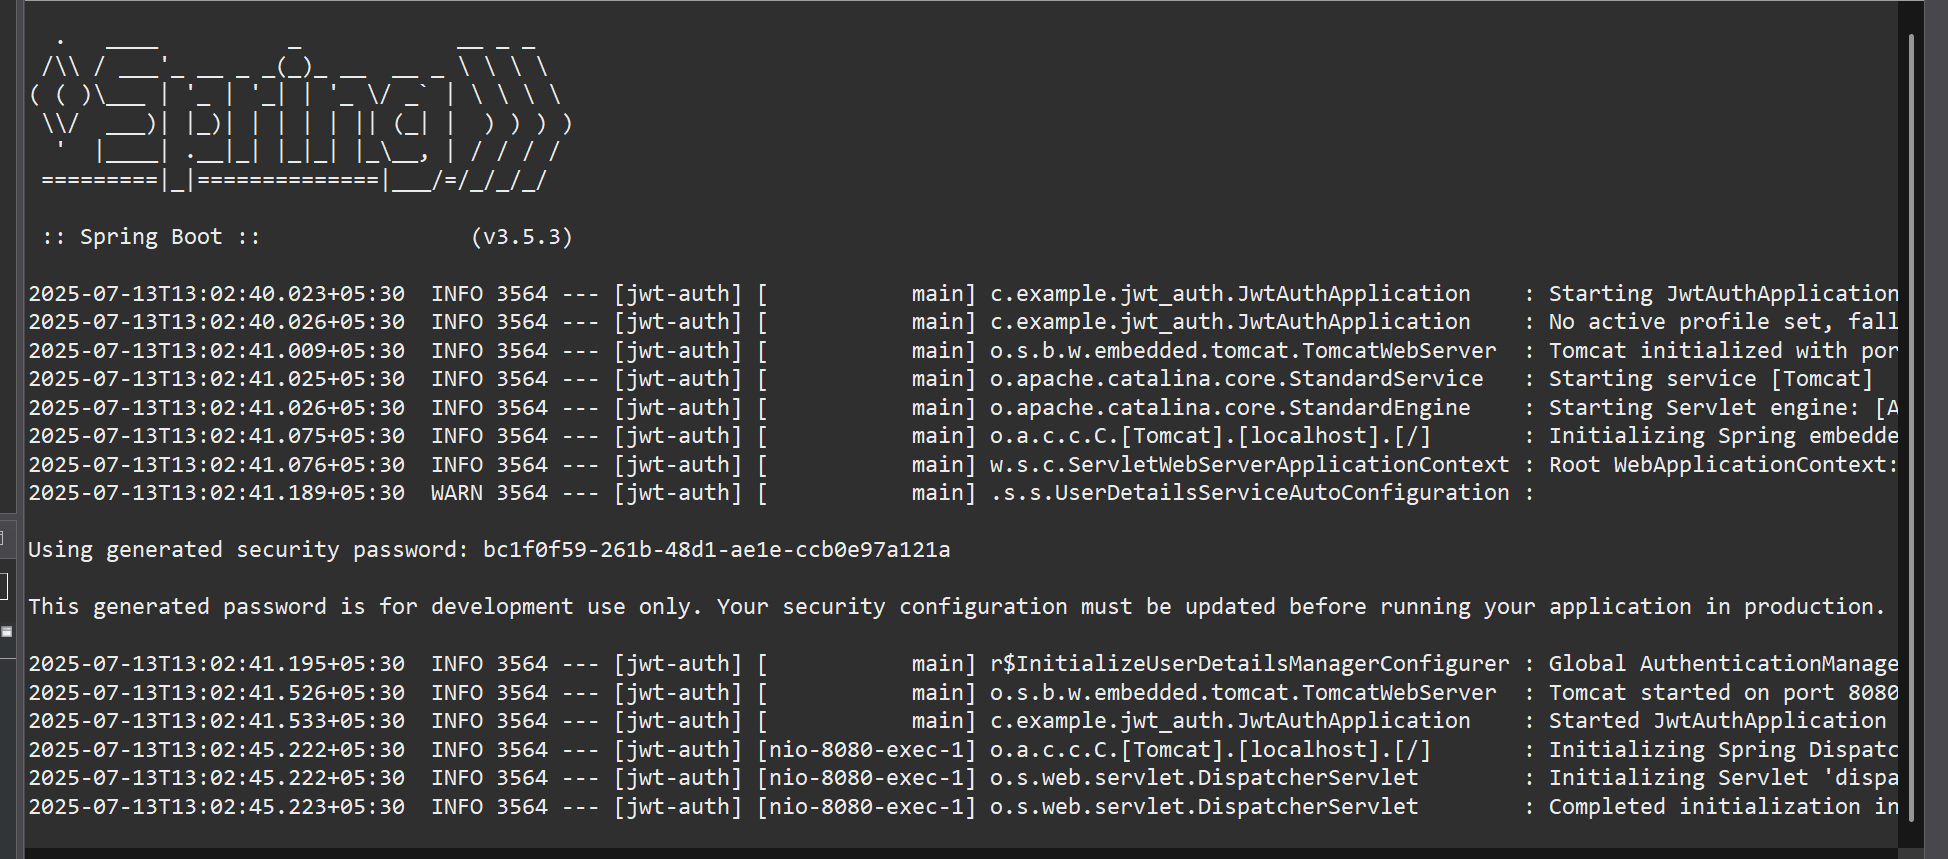 .   ____          _            __ _ _
 /\\ / ___'_ __ _ _(_)_ __  __ _ \ \ \ \
( ( )\___ | '_ | '_| | '_ \/ _` | \ \ \ \
 \\/  ___)| |_)| | | | | || (_| |  ) ) ) )
  '  |____| .__|_| |_|_| |_\__, | / / / /
 =========|_|==============|___/=/_/_/_/
 :: Spring Boot ::                (v3.5.3)
2025-07-13T13:02:40.023+05:30  INFO 3564 --- [jwt-auth] [           main] c.example.jwt_auth.JwtAuthApplication    : Starting JwtAuthApplication
2025-07-13T13:02:40.026+05:30  INFO 3564 --- [jwt-auth] [           main] c.example.jwt_auth.JwtAuthApplication    : No active profile set, fall
2025-07-13T13:02:41.009+05:30  INFO 3564 --- [jwt-auth] [           main] o.s.b.w.embedded.tomcat.TomcatWebServer  : Tomcat initialized with por
2025-07-13T13:02:41.025+05:30  INFO 3564 --- [jwt-auth] [           main] o.apache.catalina.core.StandardService   : Starting service [Tomcat]
2025-07-13T13:02:41.026+05:30  INFO 3564 --- [jwt-auth] [           main] o.apache.catalina.core.StandardEngine    : Starting Servlet engine: [A
2025-07-13T13:02:41.075+05:30  INFO 3564 --- [jwt-auth] [           main] o.a.c.c.C.[Tomcat].[localhost].[/]       : Initializing Spring embedde
2025-07-13T13:02:41.076+05:30  INFO 3564 --- [jwt-auth] [           main] w.s.c.ServletWebServerApplicationContext : Root WebApplicationContext:
2025-07-13T13:02:41.189+05:30  WARN 3564 --- [jwt-auth] [           main] .s.s.UserDetailsServiceAutoConfiguration :
Using generated security password: bc1f0f59-261b-48d1-ae1e-ccb0e97a121a
This generated password is for development use only. Your security configuration must be updated before running your application in production.
2025-07-13T13:02:41.195+05:30  INFO 3564 --- [jwt-auth] [           main] r$InitializeUserDetailsManagerConfigurer : Global AuthenticationManage
2025-07-13T13:02:41.526+05:30  INFO 3564 --- [jwt-auth] [           main] o.s.b.w.embedded.tomcat.TomcatWebServer  : Tomcat started on port 8080
2025-07-13T13:02:41.533+05:30  INFO 3564 --- [jwt-auth] [           main] c.example.jwt_auth.JwtAuthApplication    : Started JwtAuthApplication
2025-07-13T13:02:45.222+05:30  INFO 3564 --- [jwt-auth] [nio-8080-exec-1] o.a.c.c.C.[Tomcat].[localhost].[/]       : Initializing Spring Dispatc
2025-07-13T13:02:45.222+05:30  INFO 3564 --- [jwt-auth] [nio-8080-exec-1] o.s.web.servlet.DispatcherServlet        : Initializing Servlet 'dispa
2025-07-13T13:02:45.223+05:30  INFO 3564 --- [jwt-auth] [nio-8080-exec-1] o.s.web.servlet.DispatcherServlet        : Completed initialization in